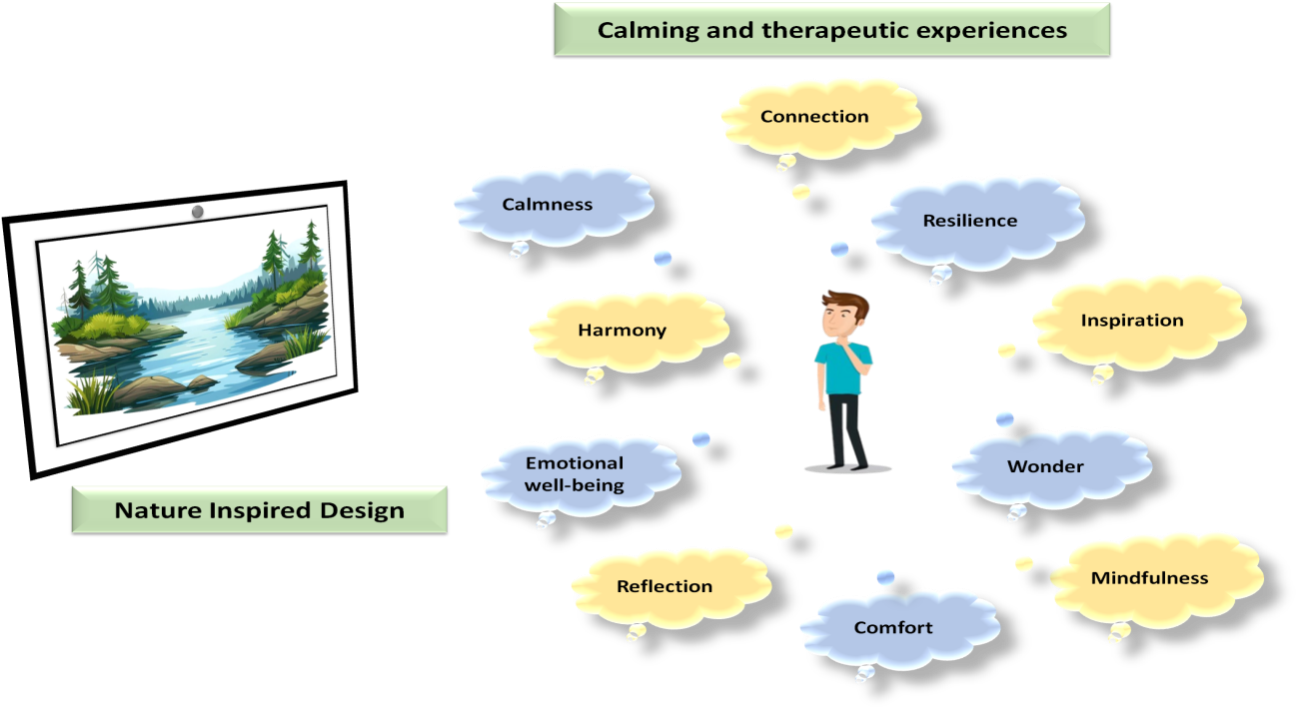 Calming and therapeutic experiences
Connection
Calmness
Resilience
Harmony
Inspiration
Emotional
well-being
Wonder
Nature Inspired Design
Reflection
Mindfulness
Comfort